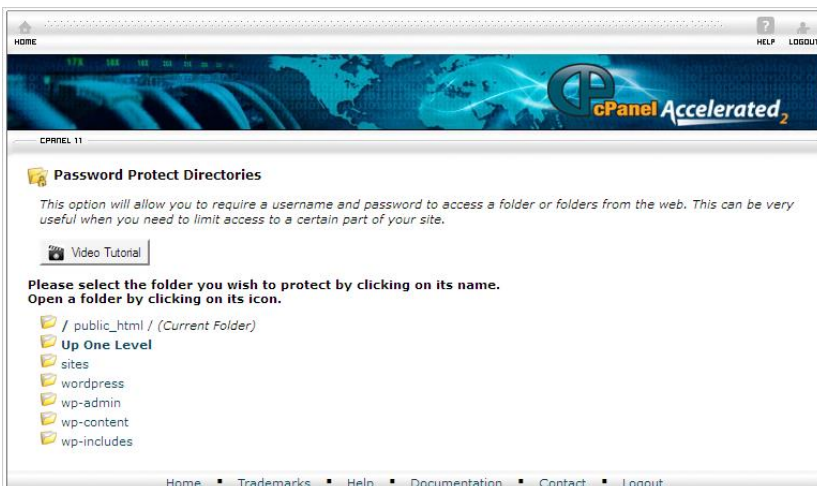 HOME
HELP LOGOUT
cPanel Accelerated2
CPANEL 11
Password Protect Directories
This option will allow you to require a username and password to access a folder or folders from the web. This can be very
useful when you need to limit access to a certain part of your site.
Video Tutorial
Please select the folder you wish to protect by clicking on its name.
Open a folder by clicking on its icon.
/ public_html / (Current Folder)
Up One Level
sites
wordpress
wp-admin
wp-content
wp-includes
Home ▪ Trademarks ▪ Help ▪ Documentation ▪ Contact ▪ Logout